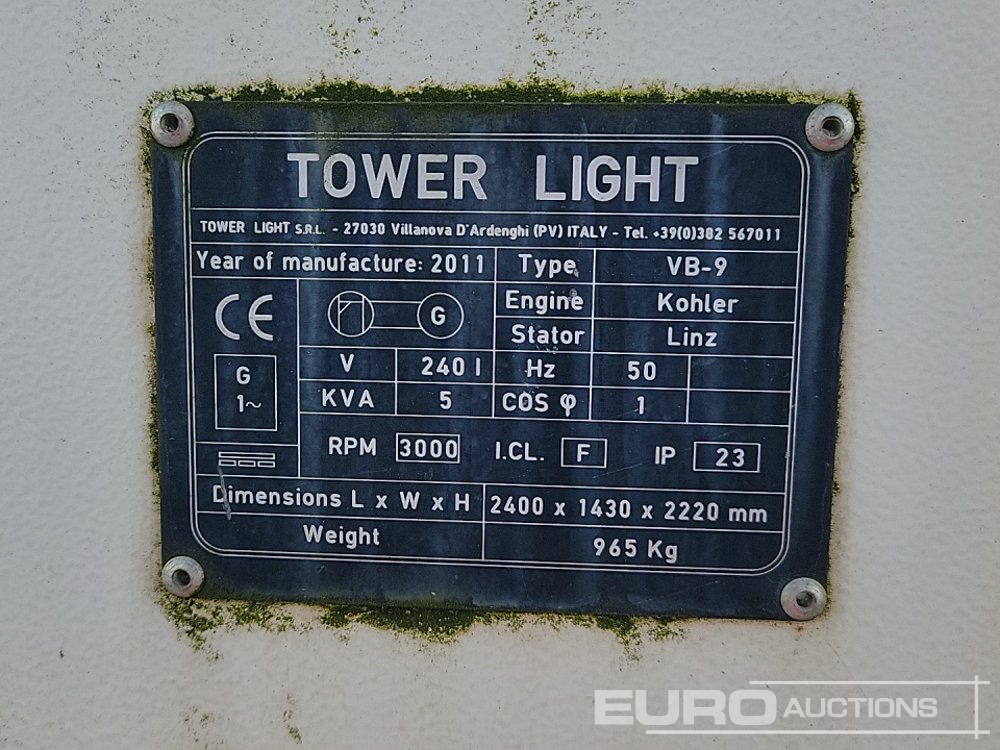 TOWER LIGHT
TOWER LIGHT S.R.L. - 27030 Villanova D'Ardenghi (PV) ITALY - Tel. +39(0)382 567011
Year of manufacture: 2011 Type VB-9
CE G Engine Kohler
Stator Linz
G V 240 I Hz 50
1~ KVA 5 COS φ 1
RPM 3000 I.CL. F IP 23
Dimensions L x W x H 2400 x 1430 x 2220 mm
Weight 965 Kg
EURO AUCTIONS